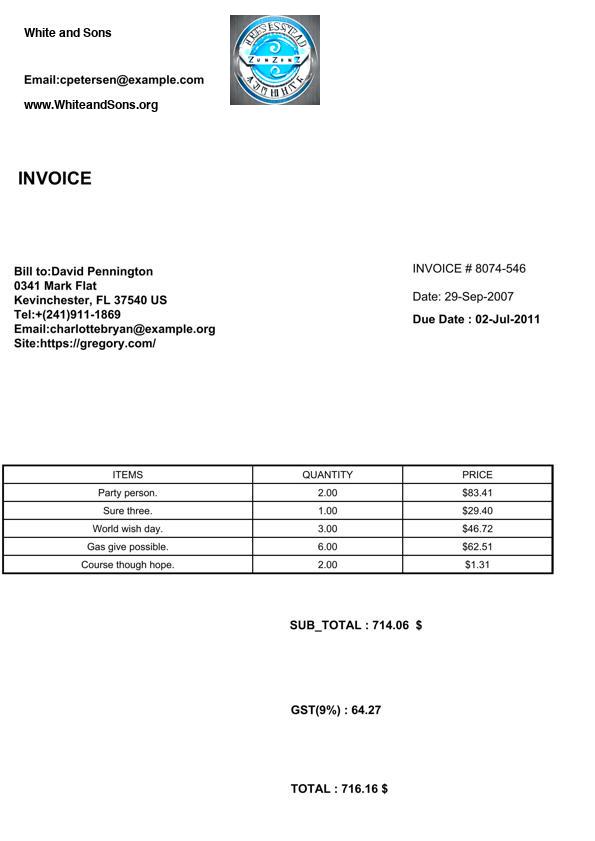 White and Sons
Email:cpetersen@example.com
www.WhiteandSons.org
INVOICE
Bill to:David Pennington
0341 Mark Flat
Kevinchester, FL 37540 US
Tel:+(241)911-1869
Email:charlottebryan@example.org
Site:https://gregory.com/
INVOICE # 8074-546
Date: 29-Sep-2007
Due Date : 02-Jul-2011
ITEMS QUANTITY PRICE
Party person. 2.00 $83.41
Sure three. 1.00 $29.40
World wish day. 3.00 $46.72
Gas give possible. 6.00 $62.51
Course though hope. 2.00 $1.31
SUB_TOTAL : 714.06 $
GST(9%) : 64.27
TOTAL : 716.16 $